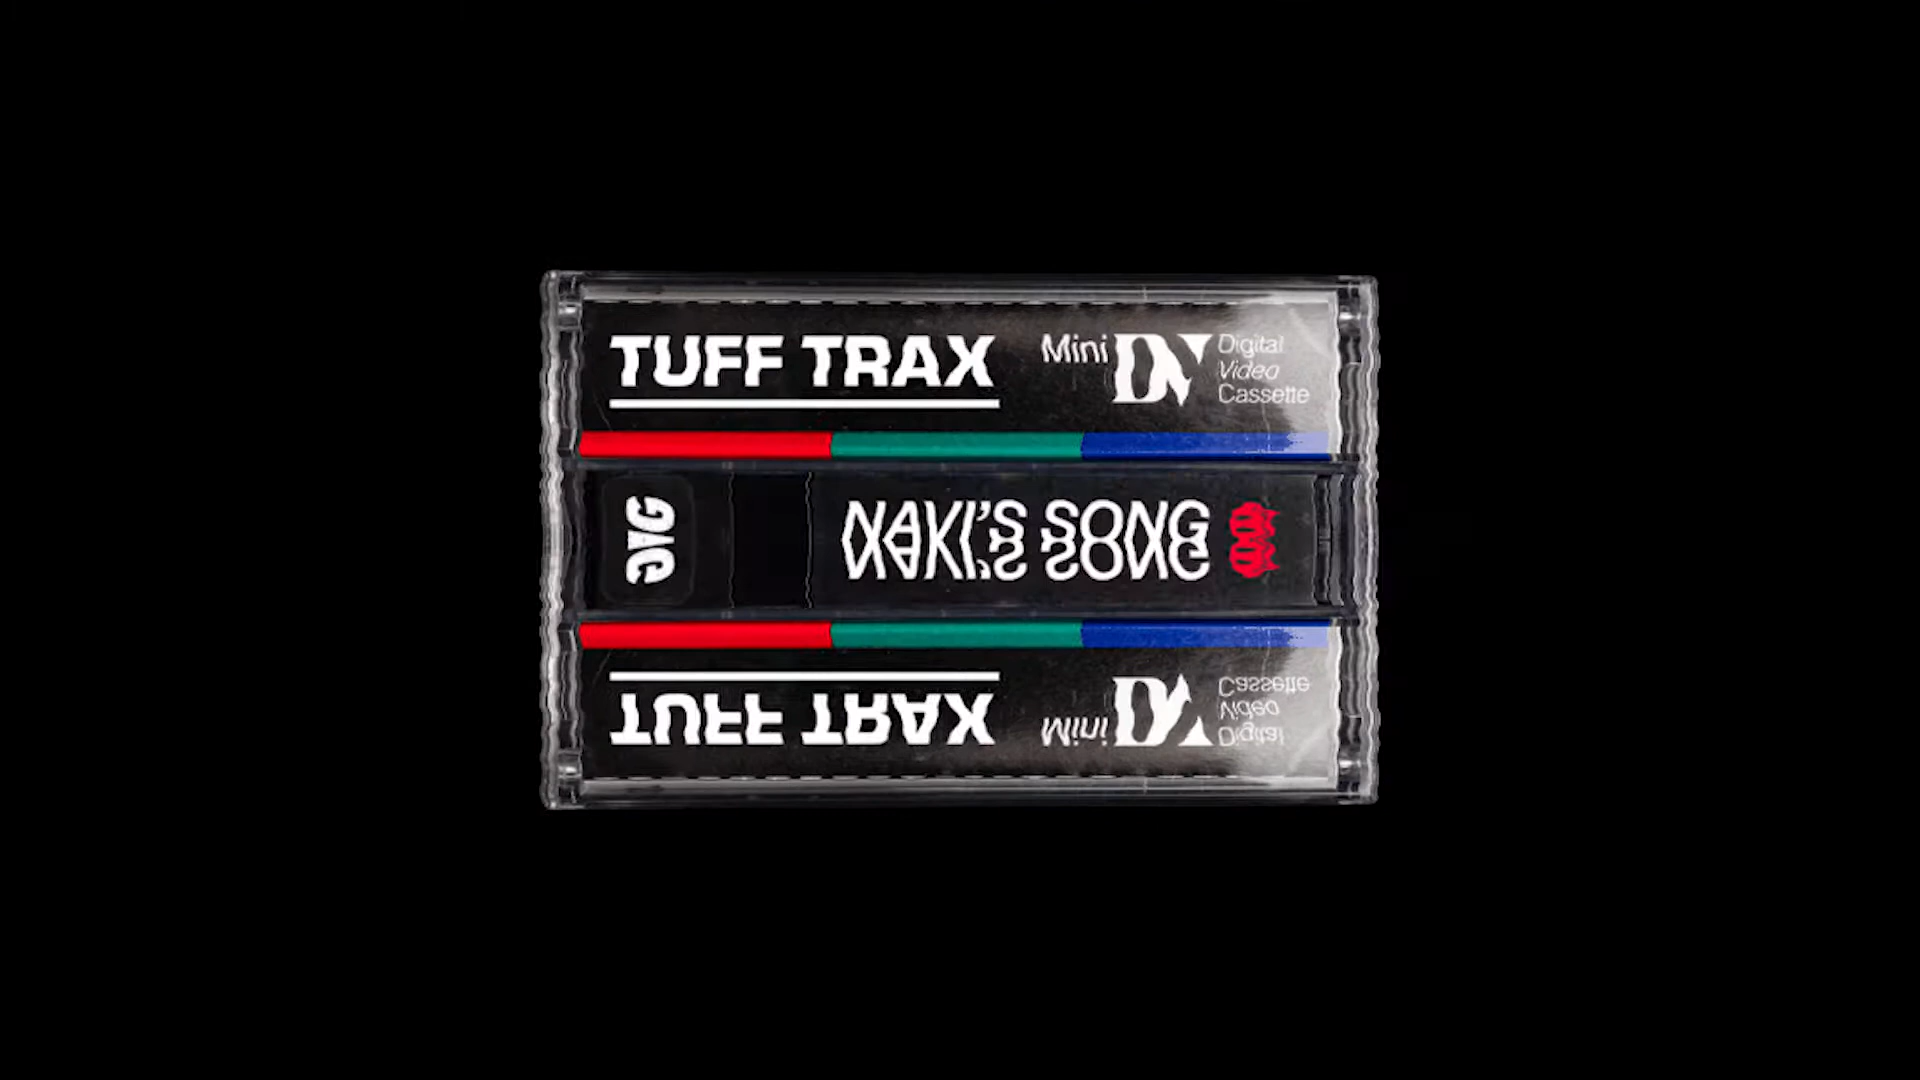 TUFF TRAX
Mini DV Digital
Video
Cassette
NAKI'S SONG
TUFF TRAX
Mini DV Cassette
Video
Digital